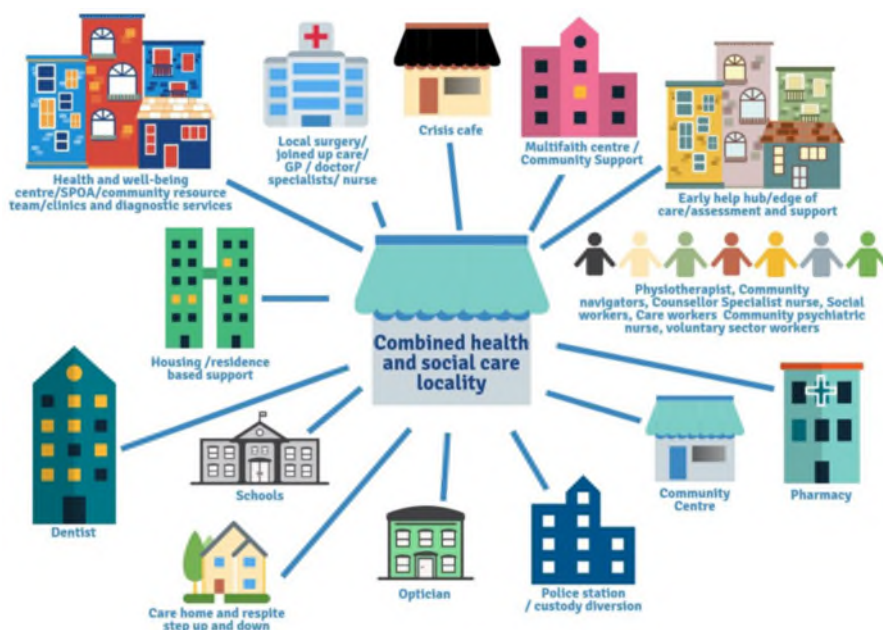 Health and well-being
centre/SPOA/community resource
team/clinics and diagnostic services
Local surgery/
joined up care/
GP / doctor/
specialists/ nurse
Crisis cafe
Multifaith centre /
Community Support
Early help hub/edge of
care/assessment and support
Physiotherapist, Community
navigators, Counsellor Specialist nurse, Social
workers, Care workers Community psychiatric
nurse, voluntary sector workers
Housing /residence
based support
Combined health
and social care
locality
Dentist
Schools
Care home and respite
step up and down
Optician
Police station
/ custody diversion
Community
Centre
Pharmacy